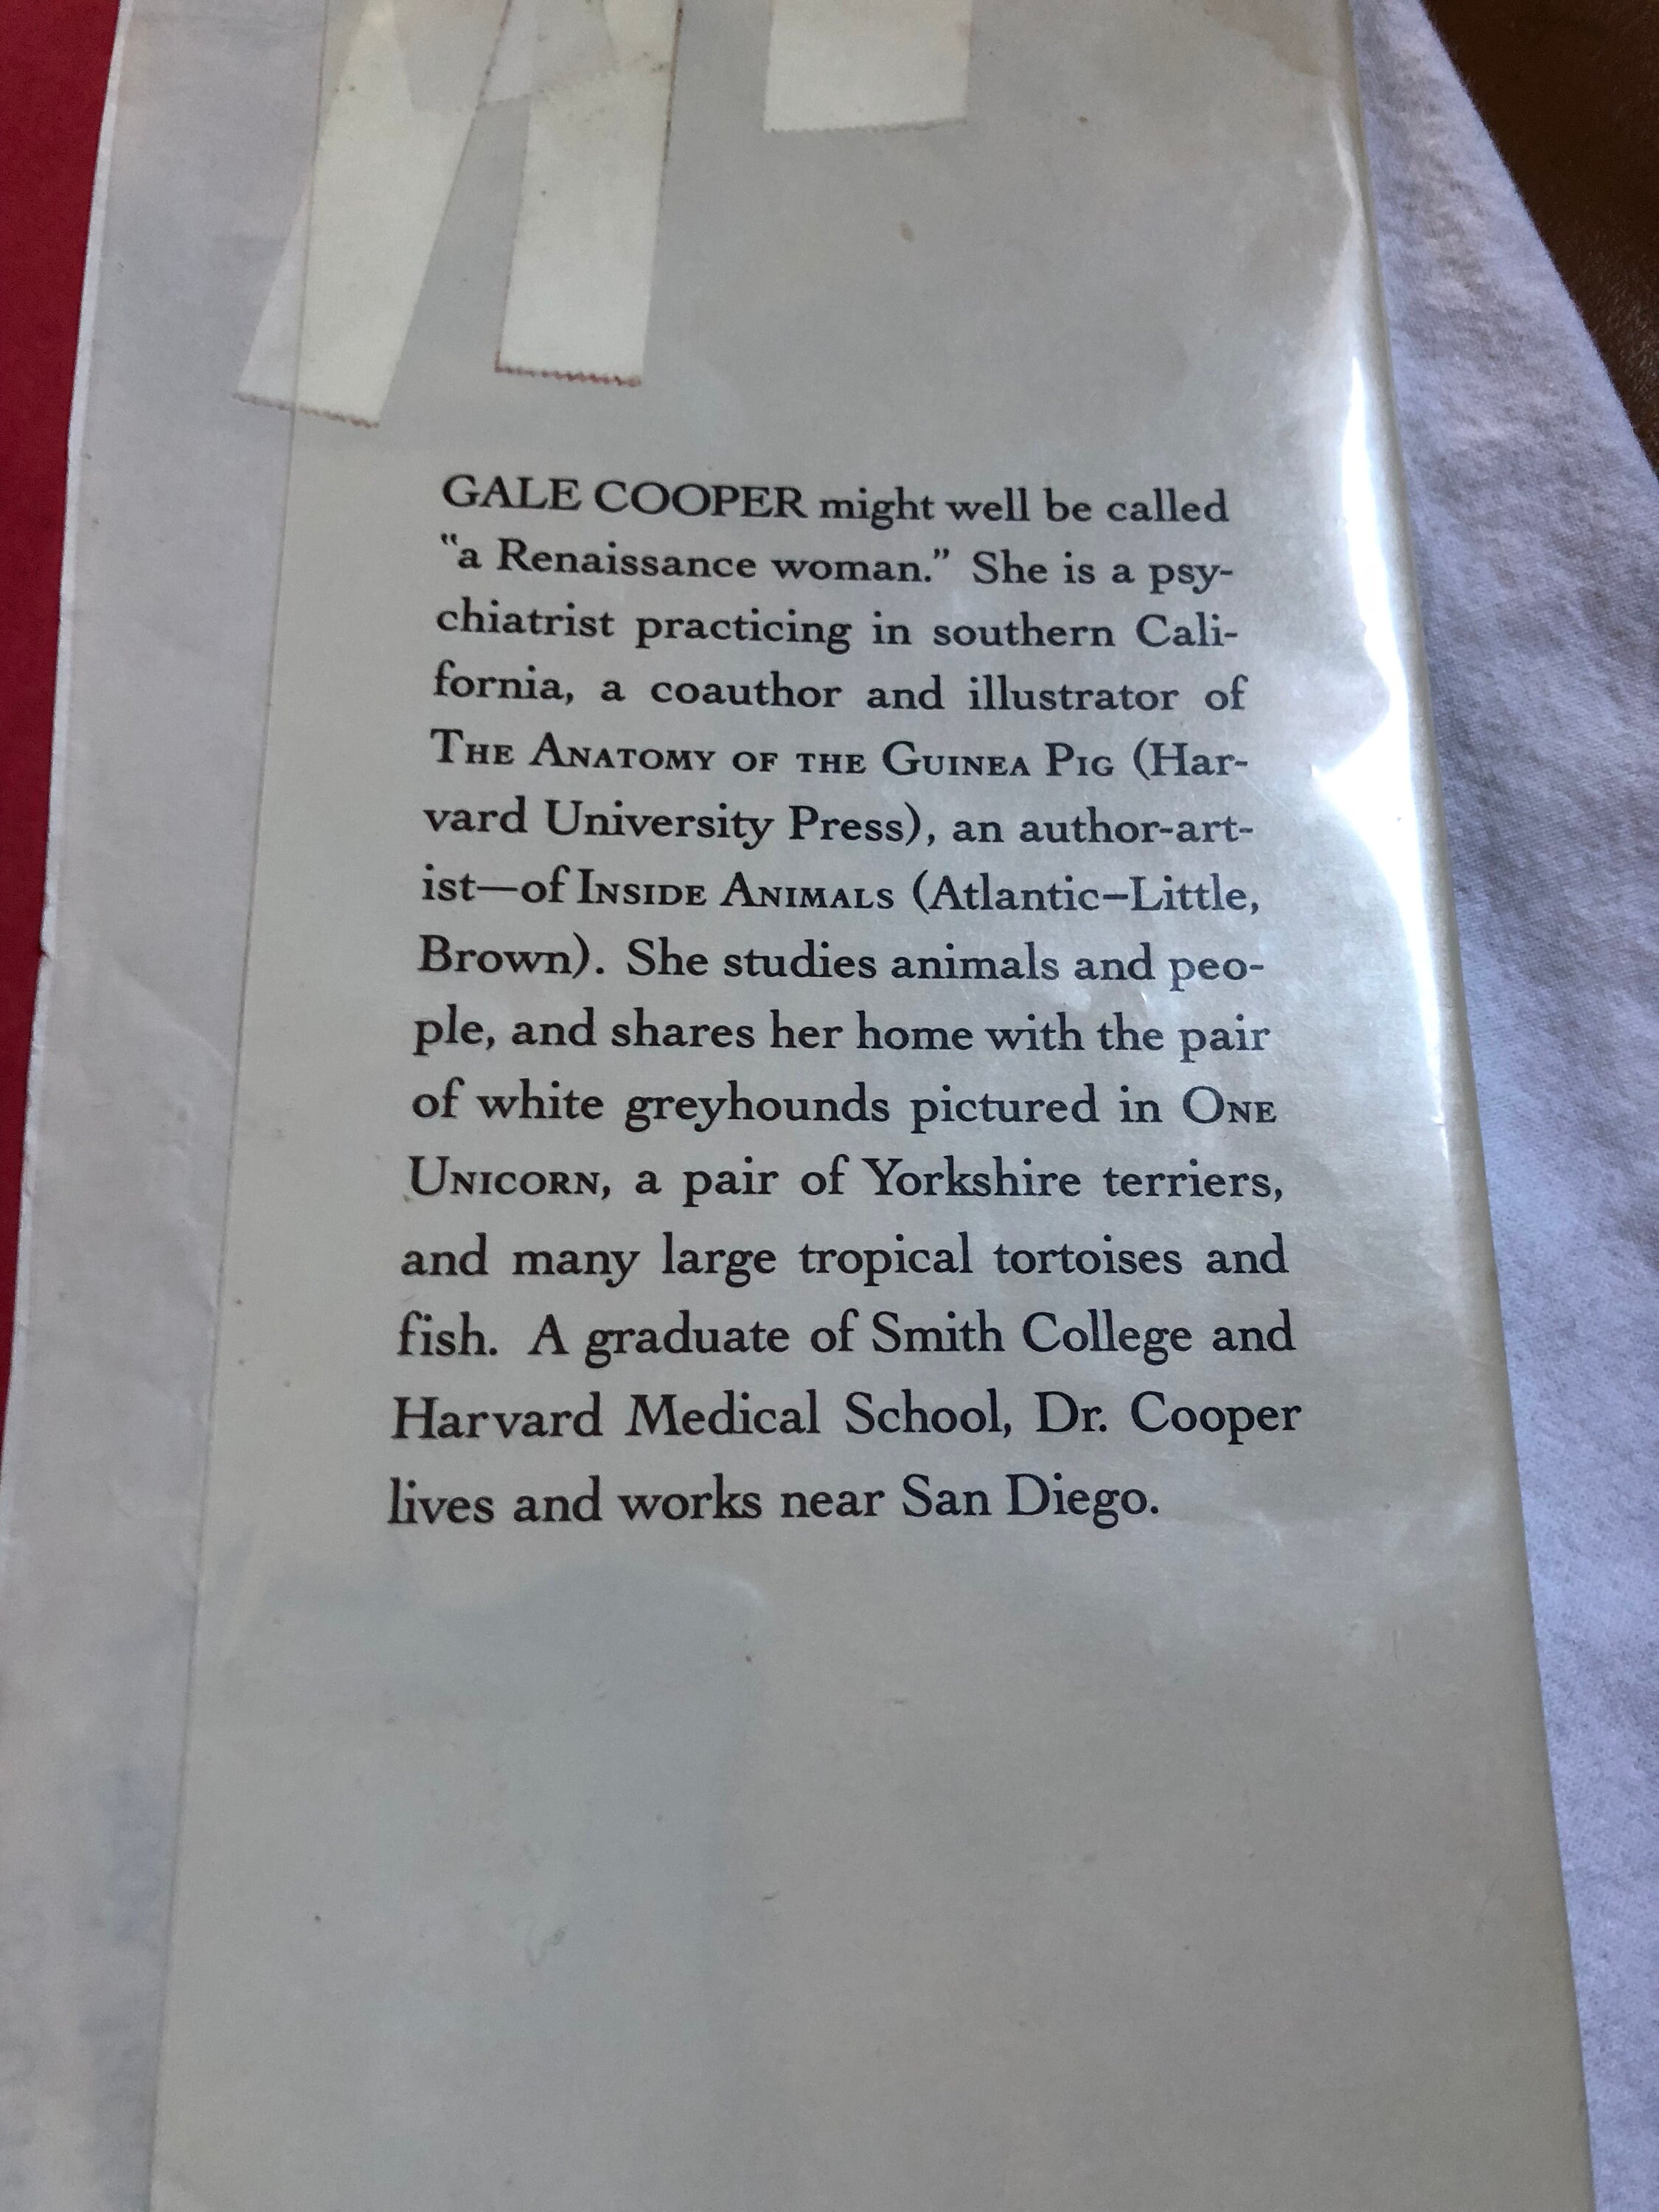 GALE COOPER might well be called
"a Renaissance woman." She is a psy-
chiatrist practicing in southern Cali-
fornia, a coauthor and illustrator of
THE ANATOMY OF THE GUINEA PIG (Har-
vard University Press), an author-art-
ist—of INSIDE ANIMALS (Atlantic–Little,
Brown). She studies animals and peo-
ple, and shares her home with the pair
of white greyhounds pictured in ONE
UNICORN, a pair of Yorkshire terriers,
and many large tropical tortoises and
fish. A graduate of Smith College and
Harvard Medical School, Dr. Cooper
lives and works near San Diego.